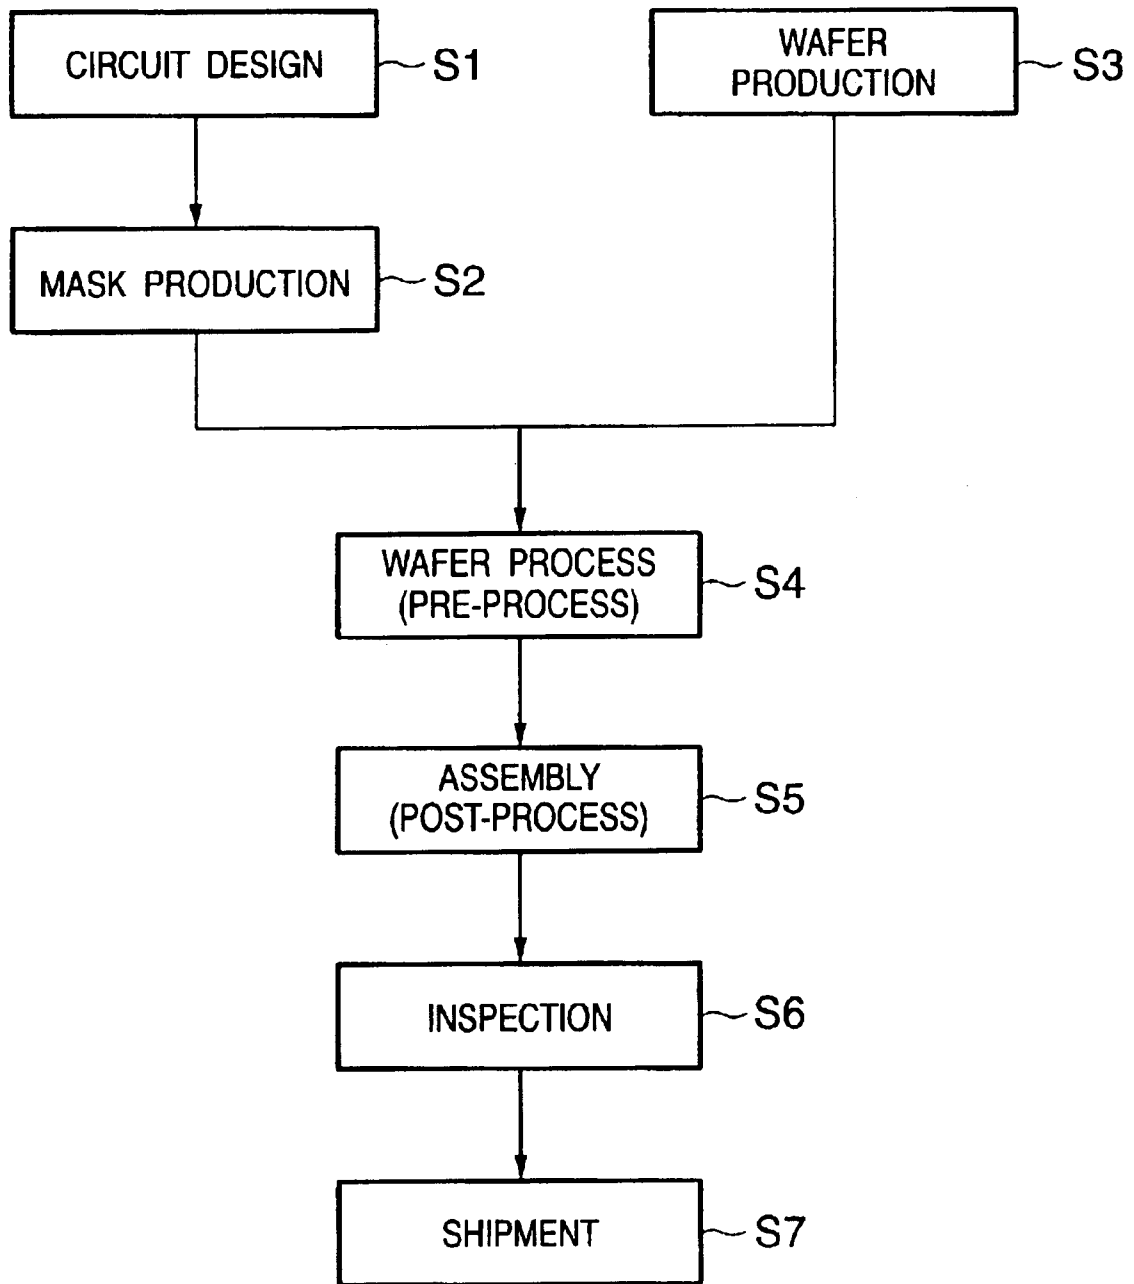 CIRCUIT DESIGN
S1
WAFER
PRODUCTION
S3
MASK PRODUCTION
S2
WAFER PROCESS
(PRE-PROCESS)
S4
ASSEMBLY
(POST-PROCESS)
S5
INSPECTION
S6
SHIPMENT
S7